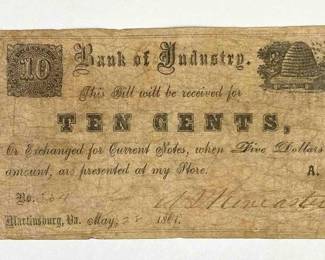 10
Bank of Industry.
This Bill will be received for
TEN CENTS,
Or Exchanged for Current Notes, when Five Dollars
amount, are presented at my Store. A.
No.
Martinsburg, Va. May, 1861.